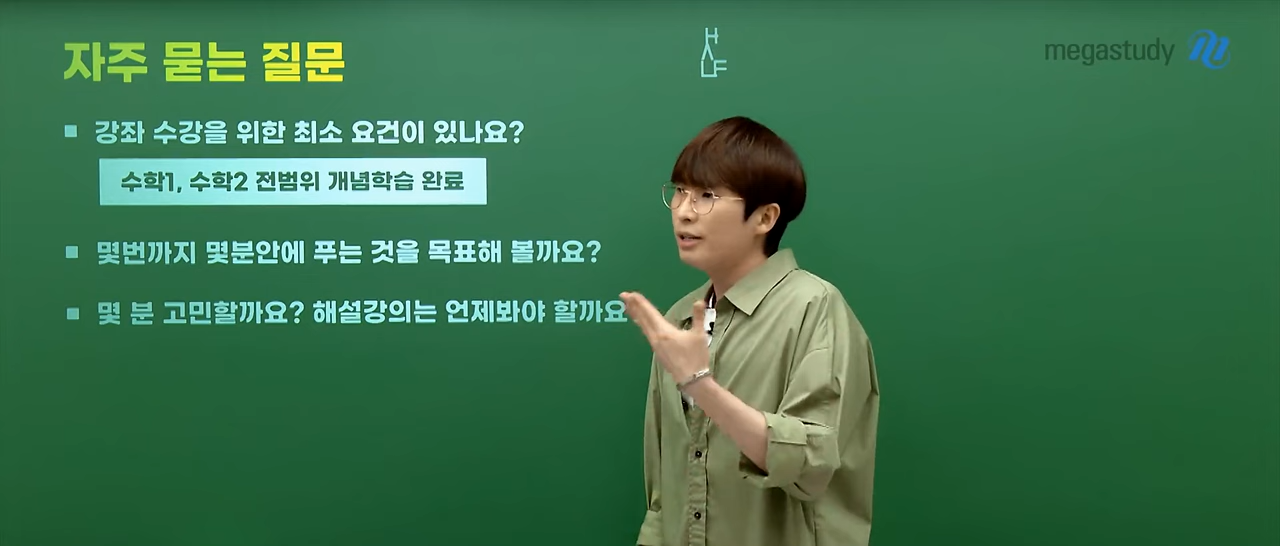 자주 묻는 질문
H
A
LF
megastudy
강좌 수강을 위한 최소 요건이 있나요?
수학1, 수학2 전범위 개념학습 완료
몇번까지 몇분안에 푸는 것을 목표해 볼까요?
몇 분 고민할까요? 해설강의는 언제봐야 할까요